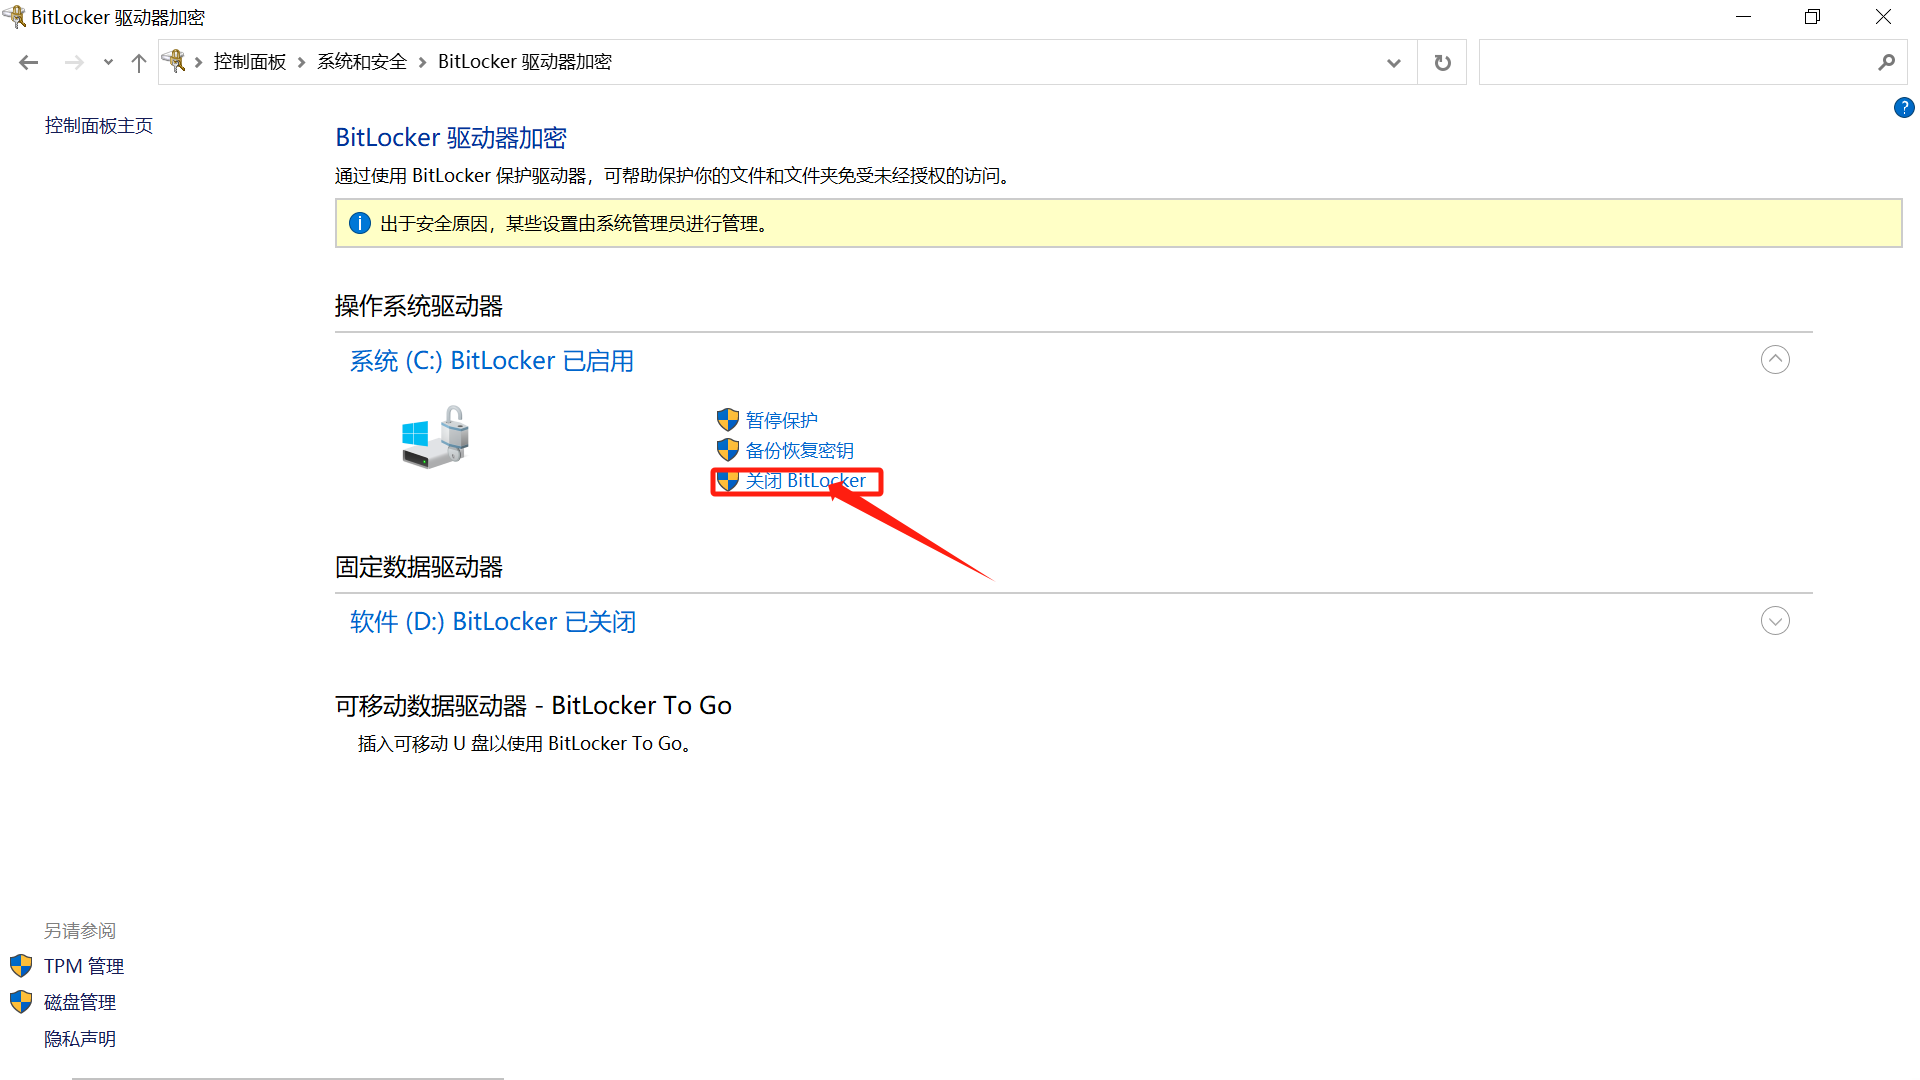 BitLocker 驱动器加密
控制面板 系统和安全 BitLocker 驱动器加密
控制面板主页
BitLocker 驱动器加密
通过使用 BitLocker 保护驱动器，可帮助保护你的文件和文件夹免受未经授权的访问。
出于安全原因，某些设置由系统管理员进行管理。
操作系统驱动器
系统 (C:) BitLocker 已启用
暂停保护
备份恢复密钥
关闭 BitLocker
固定数据驱动器
软件 (D:) BitLocker 已关闭
可移动数据驱动器 - BitLocker To Go
插入可移动 U 盘以使用 BitLocker To Go。
另请参阅
TPM 管理
磁盘管理
隐私声明